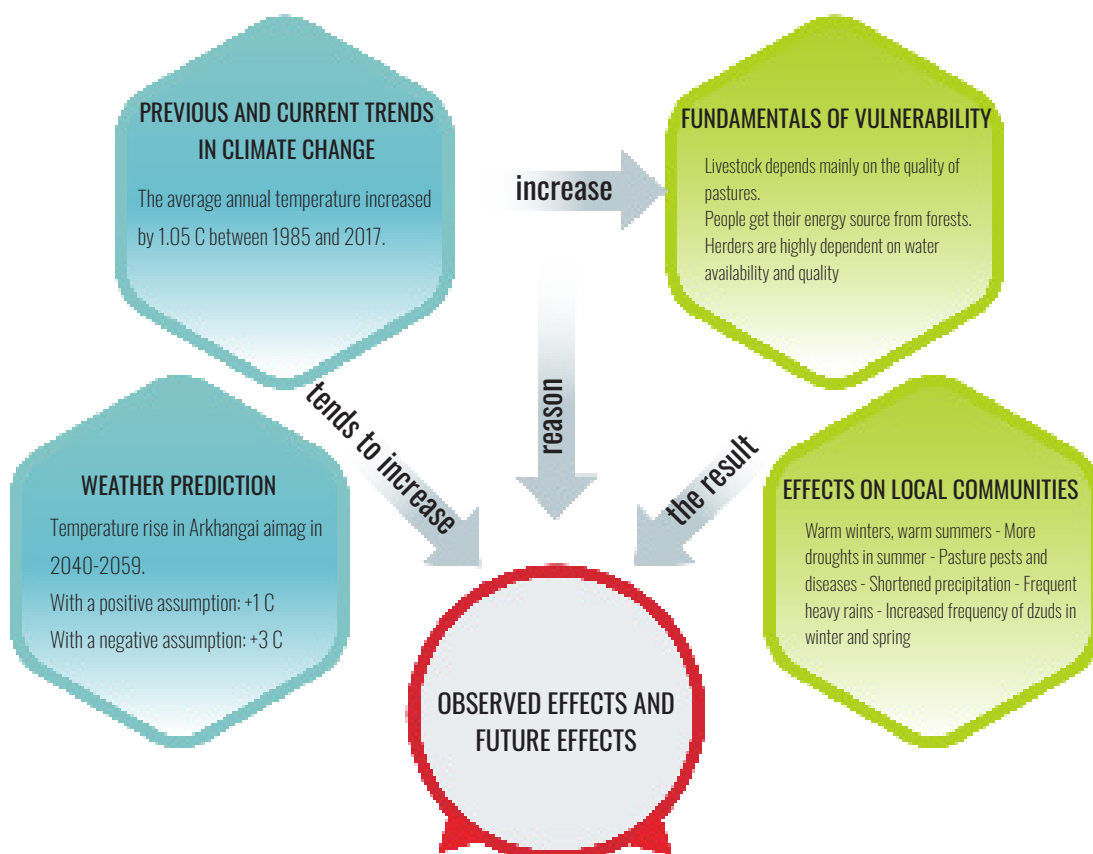 PREVIOUS AND CURRENT TRENDS
IN CLIMATE CHANGE
The average annual temperature increased
by 1.05 C between 1985 and 2017.
increase
FUNDAMENTALS OF VULNERABILITY
Livestock depends mainly on the quality of
pastures.
People get their energy source from forests.
Herders are highly dependent on water
availability and quality
tends to increase
reason
the result
WEATHER PREDICTION
Temperature rise in Arkhangai aimag in
2040-2059.
With a positive assumption: +1 C
With a negative assumption: +3 C
EFFECTS ON LOCAL COMMUNITIES
Warm winters, warm summers - More
droughts in summer - Pasture pests and
diseases - Shortened precipitation - Frequent
heavy rains - Increased frequency of dzuds in
winter and spring
OBSERVED EFFECTS AND
FUTURE EFFECTS